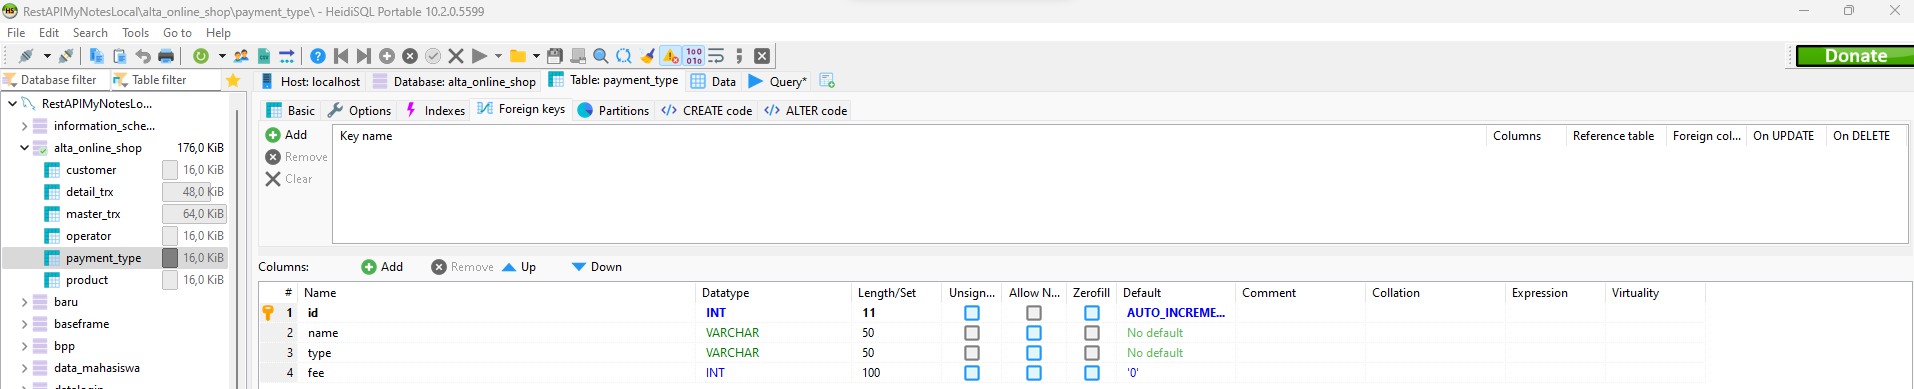 RestAPIMyNotesLocal\alta_online_shop\payment_type\ - HeidiSQL Portable 10.2.0.5599
File Edit Search Tools Go to Help
Donate
Database filter Table filter
Host: localhost Database: alta_online_shop Table: payment_type Data Query*
RestAPIMyNotesLo...
information_sche...
alta_online_shop 176,0 KiB
customer 16,0 KiB
detail_trx 48,0 KiB
master_trx 64,0 KiB
operator 16,0 KiB
payment_type 16,0 KiB
product 16,0 KiB
baru
baseframe
bpp
data_mahasiswa
datalogin
Basic Options Indexes Foreign keys Partitions CREATE code ALTER code
Add
Remove
Clear
Key name Columns Reference table Foreign col... On UPDATE On DELETE
Columns: Add Remove Up Down
# Name Datatype Length/Set Unsign... Allow N... Zerofill Default Comment Collation Expression Virtuality
1 id INT 11 AUTO_INCREME...
2 name VARCHAR 50 No default
3 type VARCHAR 50 No default
4 fee INT 100 '0'